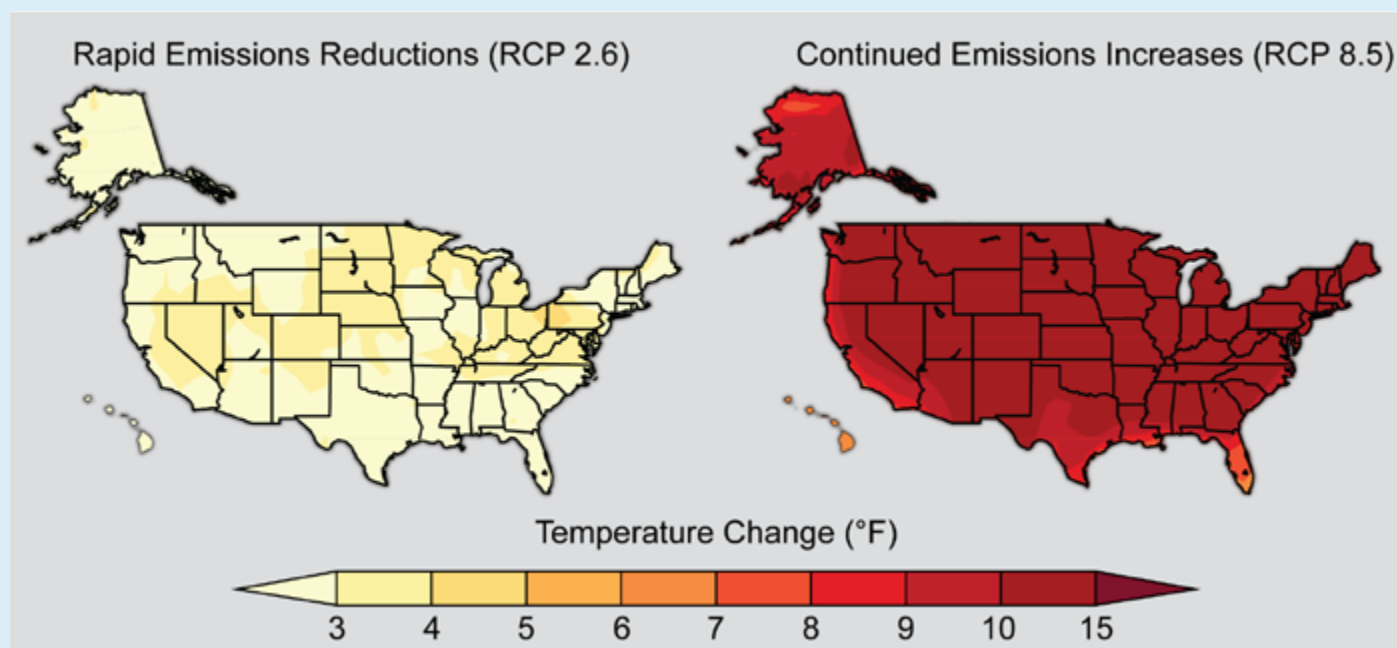 Rapid Emissions Reductions (RCP 2.6)
Continued Emissions Increases (RCP 8.5)
Temperature Change (°F)
3 4 5 6 7 8 9 10 15